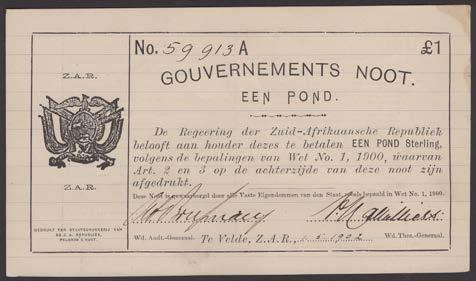 No. 59913 A £1
GOUVERNEMENTS NOOT.
EEN POND.
De Regeering der Zuid-Afrikaansche Republiek
belooft aan houder dezes te betalen EEN POND Sterling,
volgens de bepalingen van Wet No. 1, 1900, waarvan
Art. 2 en 3 op de achterzijde van deze noot zijn
afgedrukt.
Deze Noot is gewaarborgd door alle Vaste Eigendommen van den Staat, zooals bepaald in Wet No. 1, 1900.
Wd. Audt.-Generaal. Te Velde, Z.A.R., 1.5.1902 Wd. Thes.-Generaal.
Z.A.R.
Z.A.R.
GEDRUKT TER STAATSDRUKKERIJ VAN
DE Z. A. REPUBLIEK,
PELGRIM'S RUST.